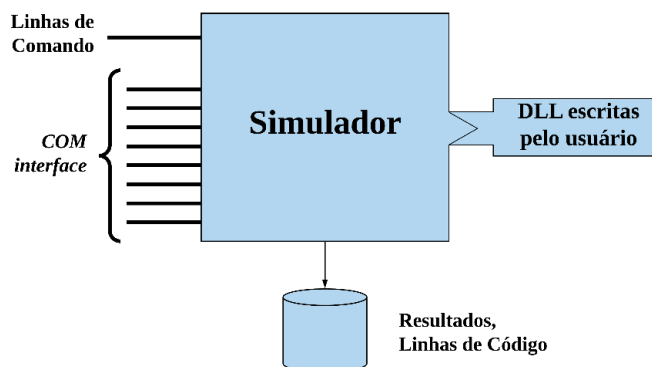 Linhas de
Comando
Simulador
DLL escritas
pelo usuário
COM
interface
Resultados,
Linhas de Código